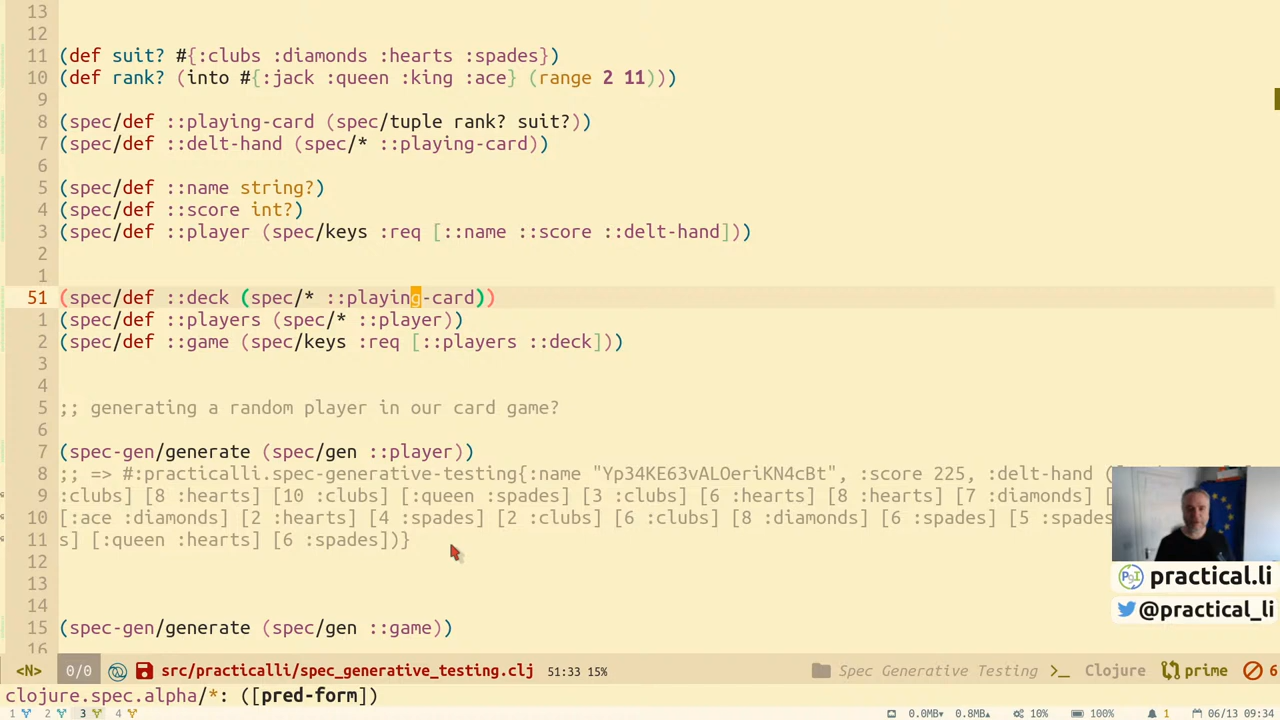 13
12
11 (def suit? #{:clubs :diamonds :hearts :spades})
10 (def rank? (into #{:jack :queen :king :ace} (range 2 11)))
9
8 (spec/def ::playing-card (spec/tuple rank? suit?))
7 (spec/def ::delt-hand (spec/* ::playing-card))
6
5 (spec/def ::name string?)
4 (spec/def ::score int?)
3 (spec/def ::player (spec/keys :req [::name ::score ::delt-hand]))
2
1
51 (spec/def ::deck (spec/* ::playing-card))
1 (spec/def ::players (spec/* ::player))
2 (spec/def ::game (spec/keys :req [::players ::deck]))
3
4
5 ;; generating a random player in our card game?
6
7 (spec-gen/generate (spec/gen ::player))
8 ;; => #:practicalli.spec-generative-testing{:name "Yp34KE63vALOeriKN4cBt", :score 225, :delt-hand (
9 :clubs] [8 :hearts] [10 :clubs] [:queen :spades] [3 :clubs] [6 :hearts] [8 :hearts] [7 :diamonds] [
10 [:ace :diamonds] [2 :hearts] [4 :spades] [2 :clubs] [6 :clubs] [8 :diamonds] [6 :spades] [5 :spades
11 s] [:queen :hearts] [6 :spades])}
12
13
14
15 (spec-gen/generate (spec/gen ::game))
16
practical.li
@practical_li
<N> 0/0 src/practicalli/spec_generative_testing.clj 51:33 15% Spec Generative Testing >_ Clojure prime 6
clojure.spec.alpha/*: ([pred-form])
1 2 3 4 0.0MB 0.8MB 10% 100% 1 06/13 09:34